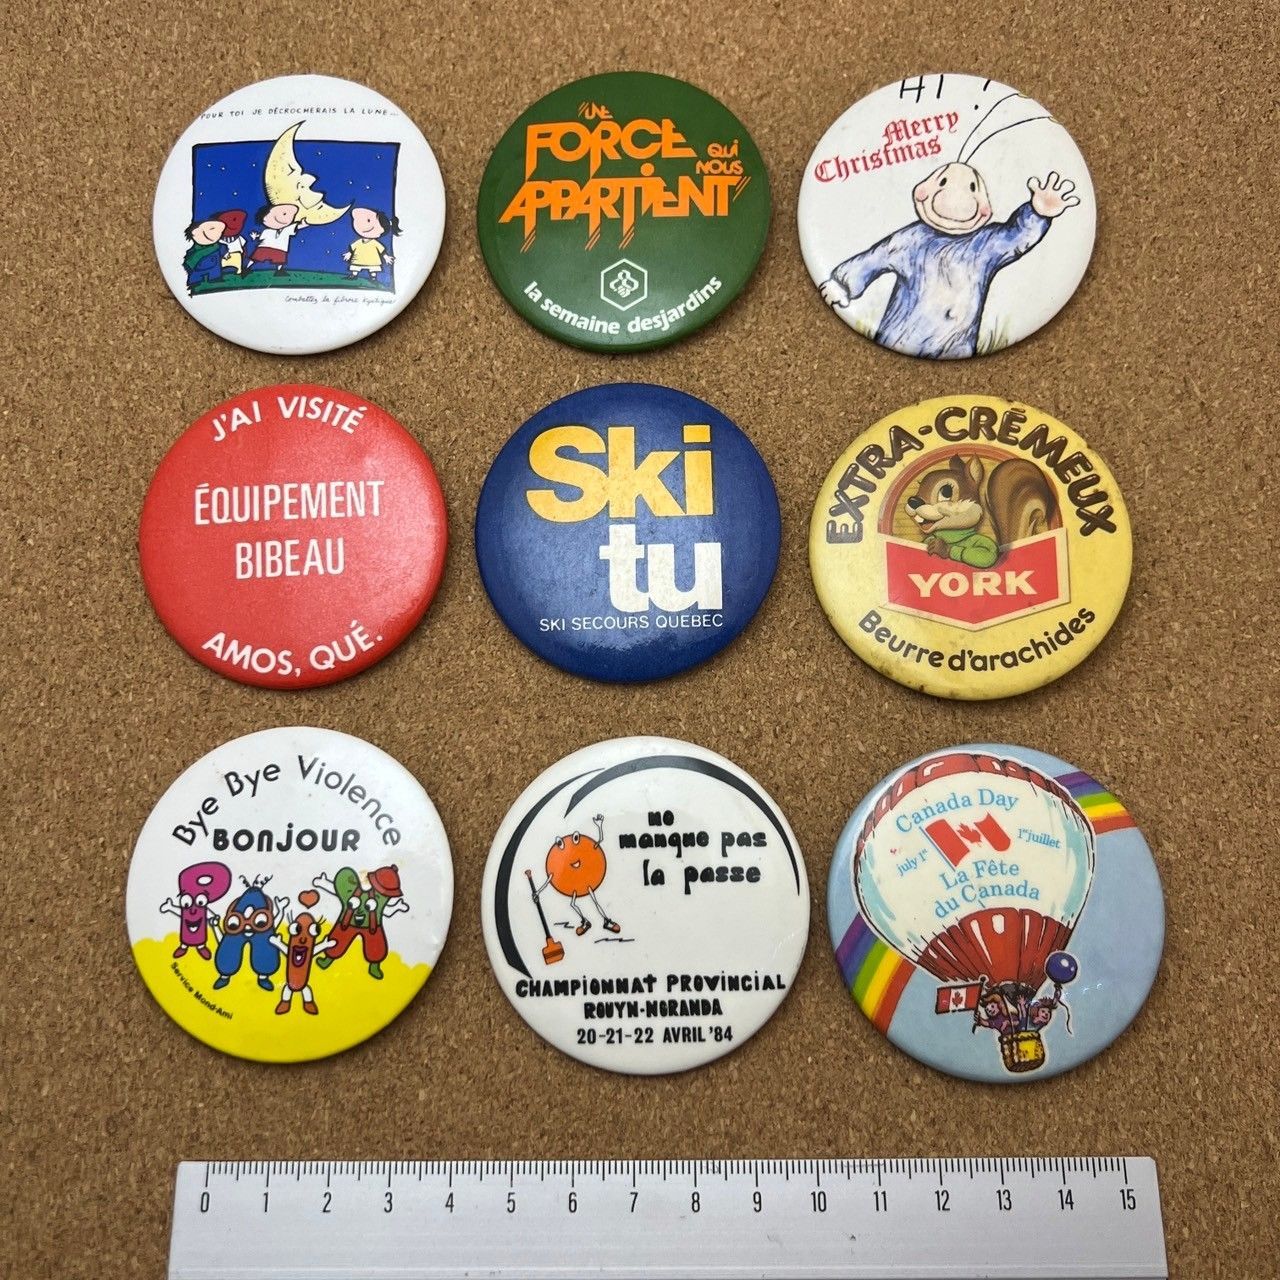 POUR TOI JE DÉCROCHERAIS LA LUNE...
Combattez la fibrose kystique
UNE
FORCE
QUI
NOUS
APPARTIENT
la semaine desjardins
HI !
Merry
Christmas
J'AI VISITÉ
ÉQUIPEMENT
BIBEAU
AMOS, QUÉ.
Ski
tu
SKI SECOURS QUEBEC
EXTRA-CRÉMEUX
YORK
Beurre d'arachides
Bye Bye Violence
BONJOUR
Service Mond-Ami
ne
manque pas
la passe
CHAMPIONNAT PROVINCIAL
ROUYN-NORANDA
20-21-22 AVRIL '84
Canada Day
july 1st
1er juillet
La Fête
du Canada
0 1 2 3 4 5 6 7 8 9 10 11 12 13 14 15